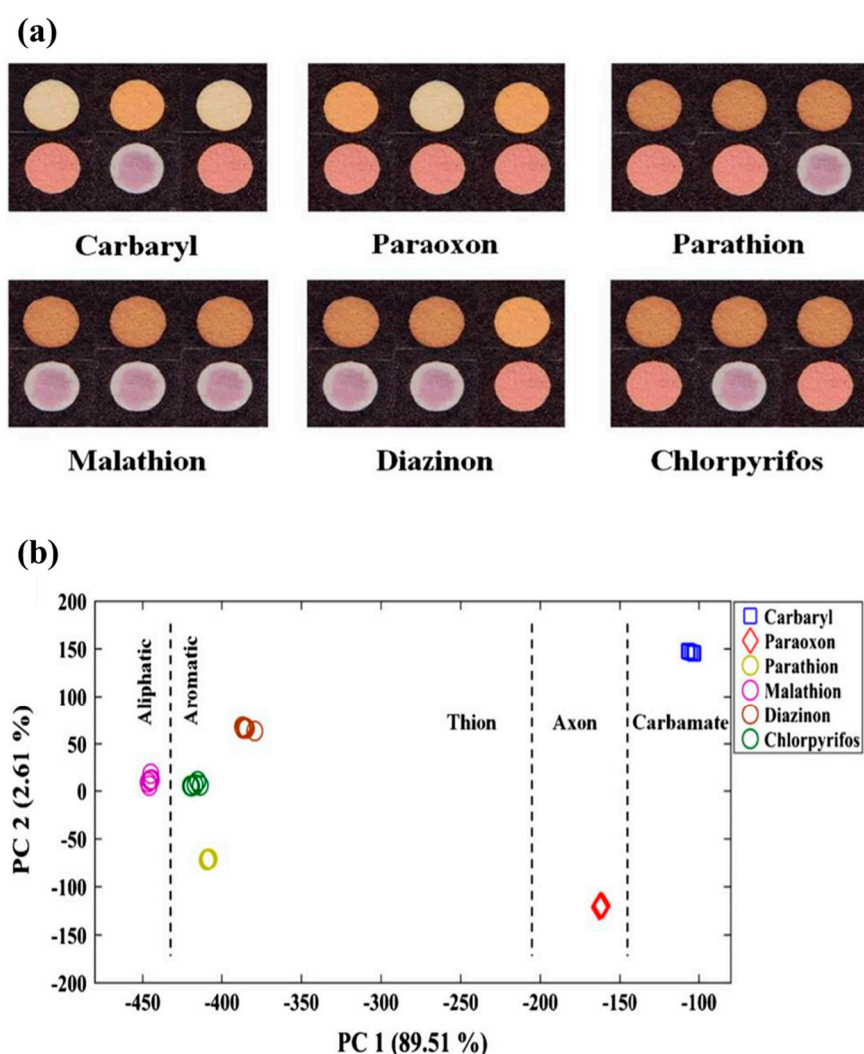 (a)
Carbaryl Paraoxon Parathion
Malathion Diazinon Chlorpyrifos
(b)
PC 2 (2.61 %)
200
150
100
50
0
-50
-100
-150
-200
Aliphatic
Aromatic
Thion Axon Carbamate
Carbaryl
Paraoxon
Parathion
Malathion
Diazinon
Chlorpyrifos
-450 -400 -350 -300 -250 -200 -150 -100
PC 1 (89.51 %)